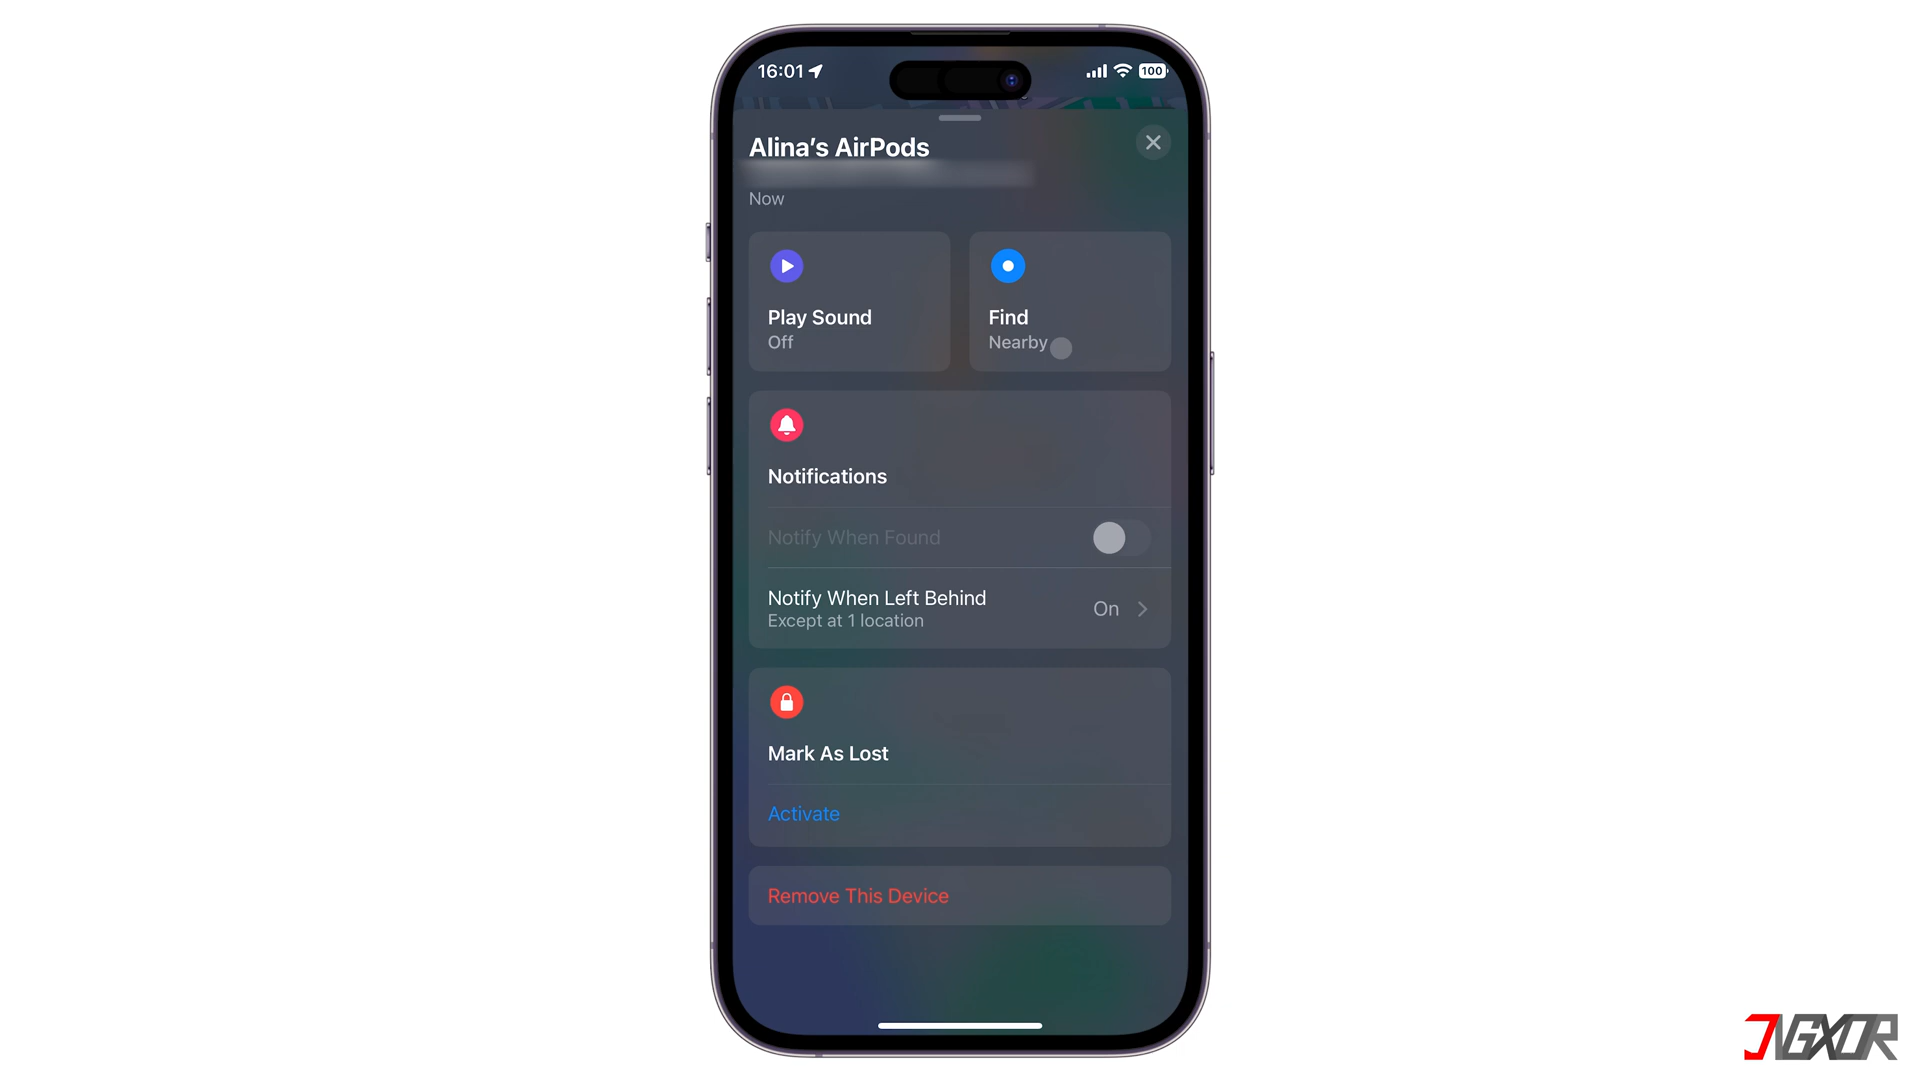 16:01
100
Alina’s AirPods
Now
Play Sound
Off
Find
Nearby
Notifications
Notify When Found
Notify When Left Behind
Except at 1 location
On
Mark As Lost
Activate
Remove This Device
JVGXOR